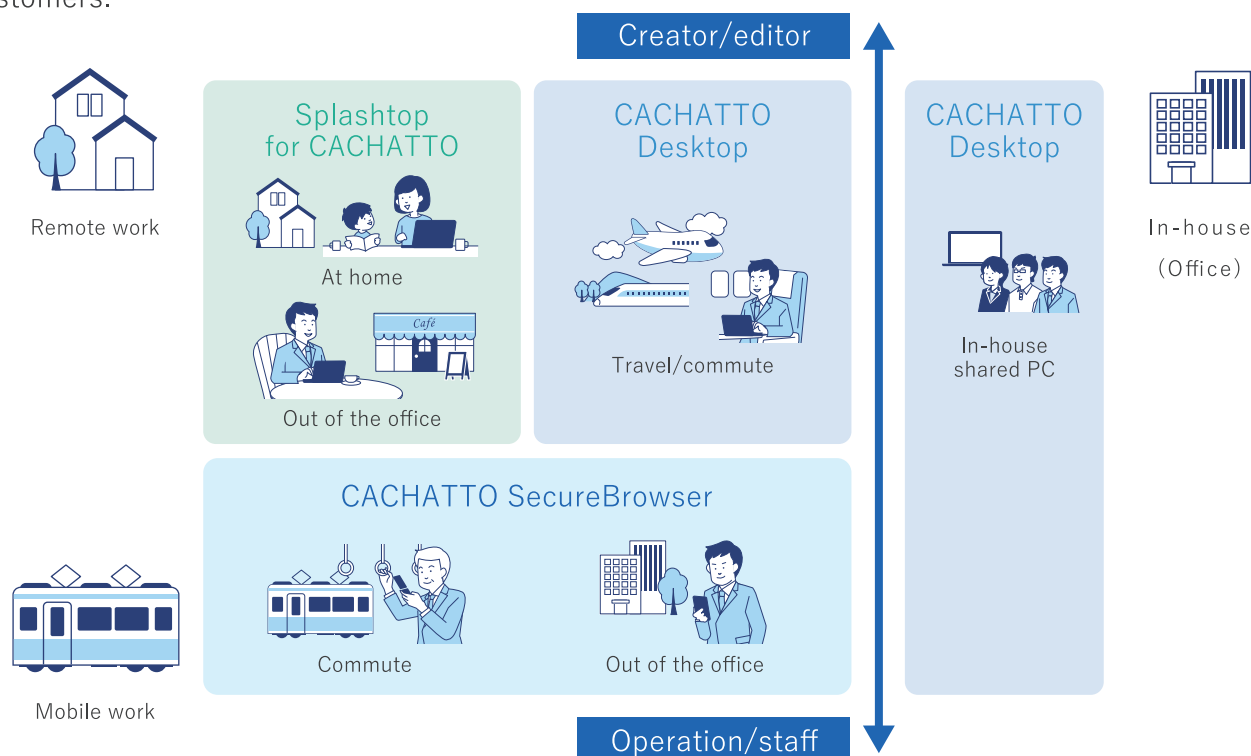 stomers.
Creator/editor
Splashtop
for CACHATTO
CACHATTO
Desktop
CACHATTO
Desktop
Remote work
At home
Café
Out of the office
Travel/commute
In-house
shared PC
In-house
(Office)
CACHATTO SecureBrowser
Commute
Out of the office
Mobile work
Operation/staff